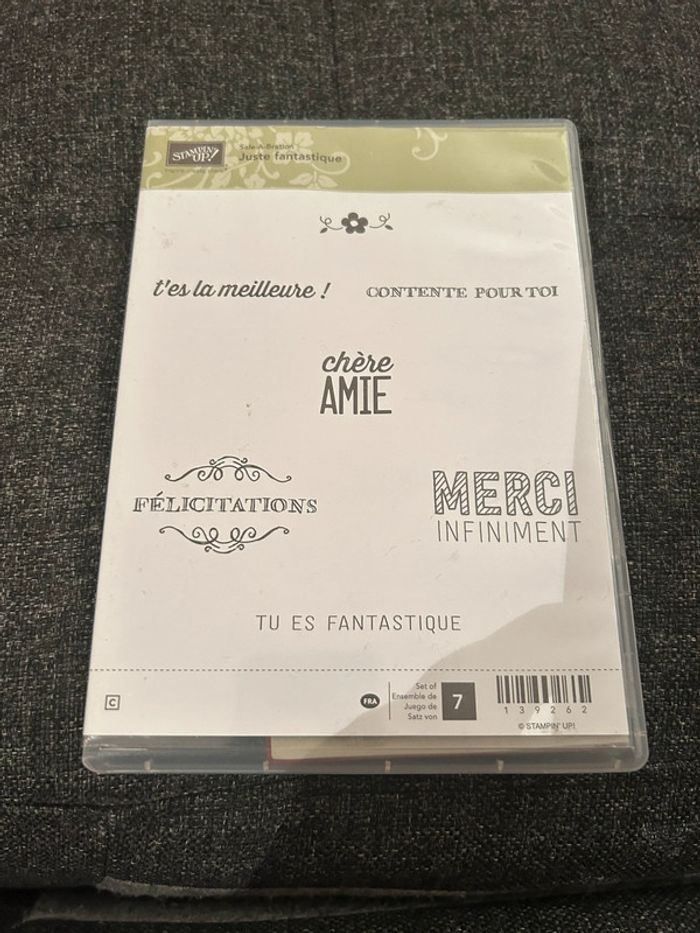 STAMPIN' UP!
Sale-A-Bration
Juste fantastique
t'es la meilleure !
CONTENTE POUR TOI
chère
AMIE
FÉLICITATIONS
MERCI
INFINIMENT
TU ES FANTASTIQUE
C
FRA
Set of
Ensemble de
Juego de
Satz von
7
139262
© STAMPIN' UP!